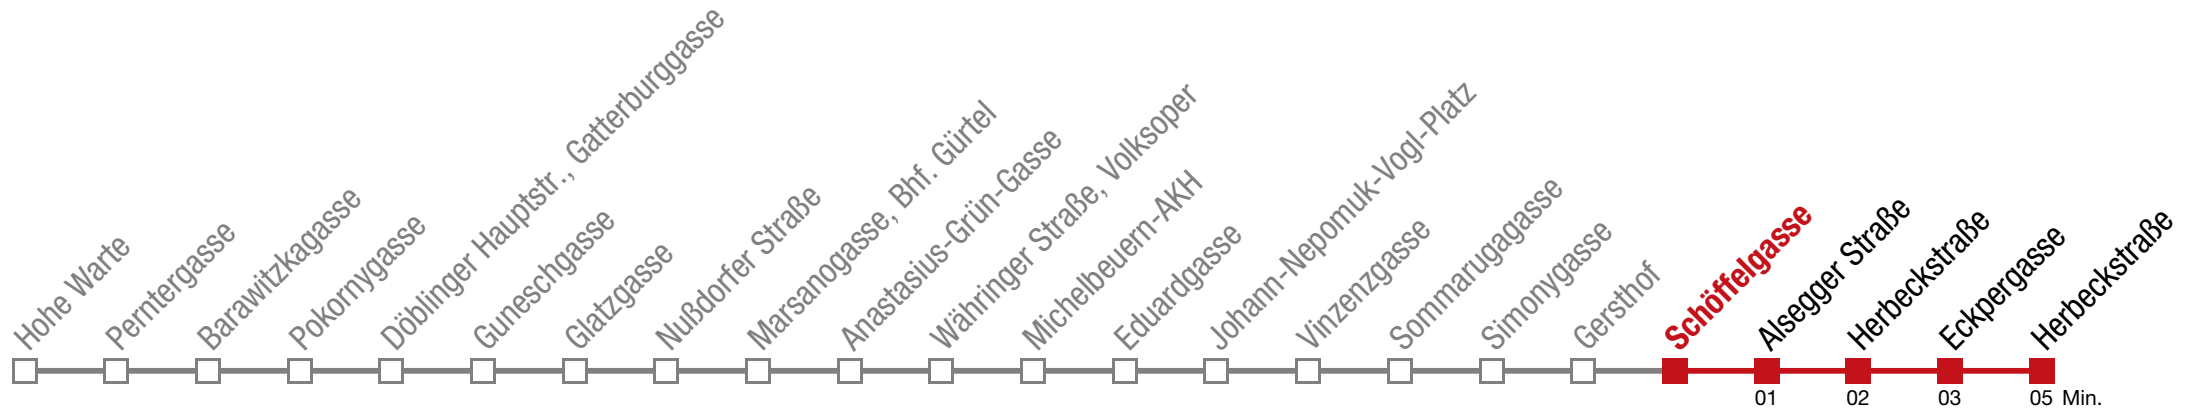 Hohe Warte
Perntergasse
Barawitzkagasse
Pokornygasse
Döblinger Hauptstr., Gatterburggasse
Guneschgasse
Glatzgasse
Nußdorfer Straße
Marsanogasse, Bhf. Gürtel
Anastasius-Grün-Gasse
Währinger Straße, Volksoper
Michelbeuern-AKH
Eduardgasse
Johann-Nepomuk-Vogl-Platz
Vinzenzgasse
Sommarugagasse
Simonygasse
Gersthof
Schöffelgasse
Alsegger Straße
Herbeckstraße
Eckpergasse
Herbeckstraße
01 02 03 05 Min.